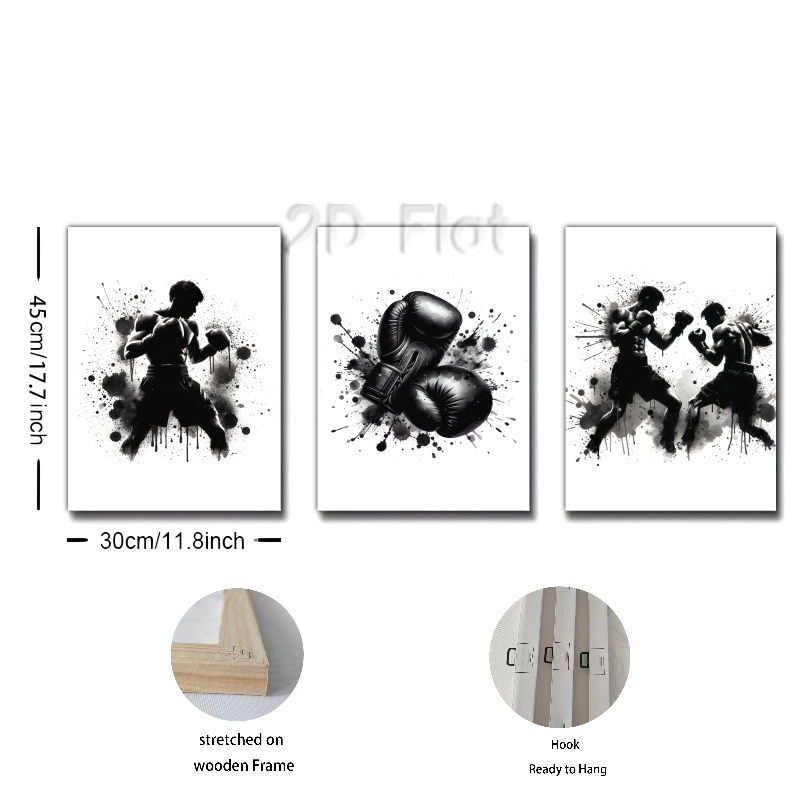 2D Flat
45cm/17.7inch
30cm/11.8inch
stretched on
wooden Frame
Hook
Ready to Hang